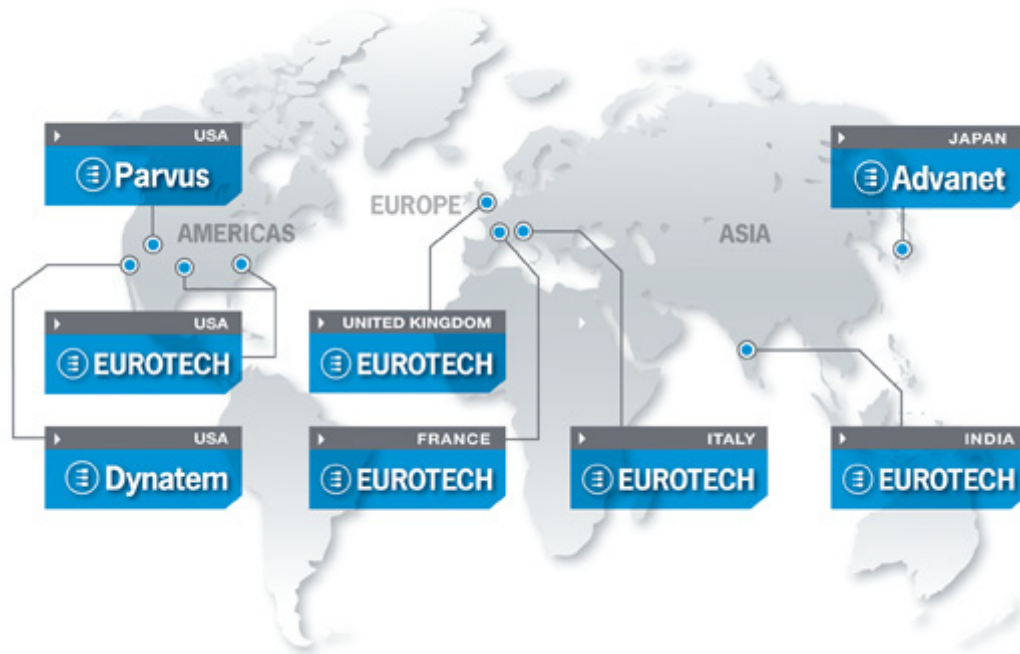 USA
Parvus
JAPAN
Advanet
EUROPE
AMERICAS
ASIA
USA
EUROTECH
UNITED KINGDOM
EUROTECH
USA
Dynatem
FRANCE
EUROTECH
ITALY
EUROTECH
INDIA
EUROTECH